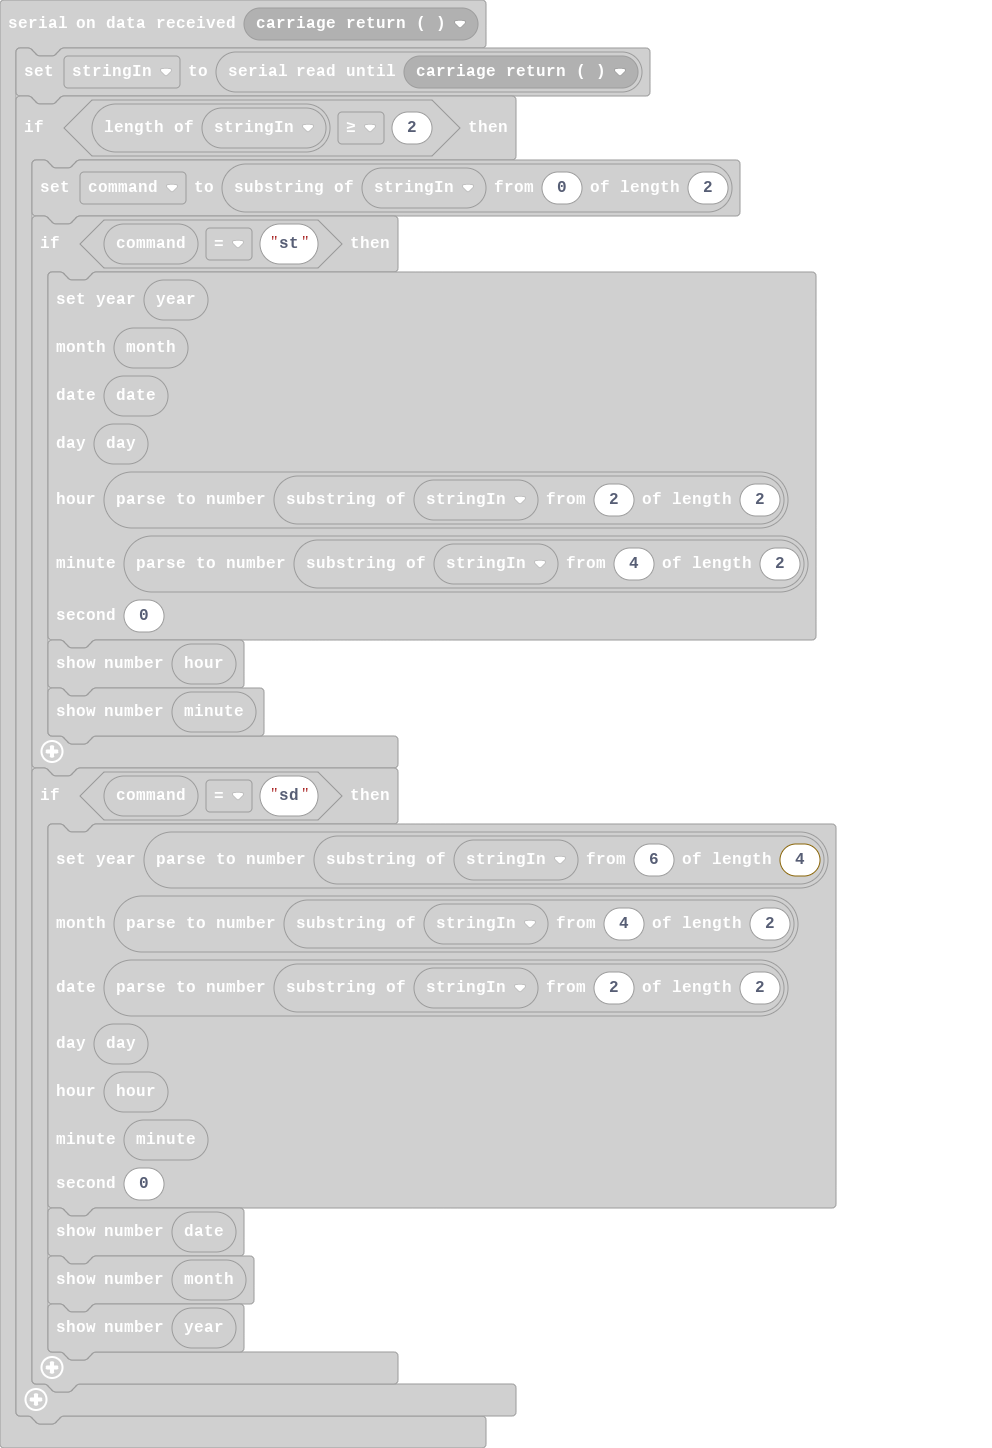 serial on data received carriage return ( )
set stringIn to serial read until carriage return ( )
if length of stringIn ≥ 2 then
set command to substring of stringIn from 0 of length 2
if command = "st" then
set year year
month month
date date
day day
hour parse to number substring of stringIn from 2 of length 2
minute parse to number substring of stringIn from 4 of length 2
second 0
show number hour
show number minute
if command = "sd" then
set year parse to number substring of stringIn from 6 of length 4
month parse to number substring of stringIn from 4 of length 2
date parse to number substring of stringIn from 2 of length 2
day day
hour hour
minute minute
second 0
show number date
show number month
show number year